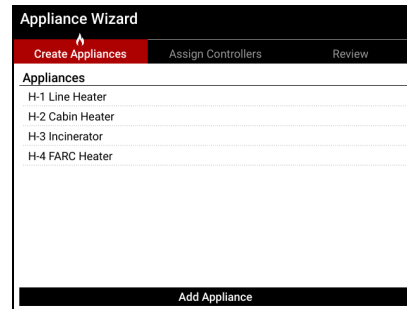 Appliance Wizard
Create Appliances Assign Controllers Review
Appliances
H-1 Line Heater
H-2 Cabin Heater
H-3 Incinerator
H-4 FARC Heater
Add Appliance